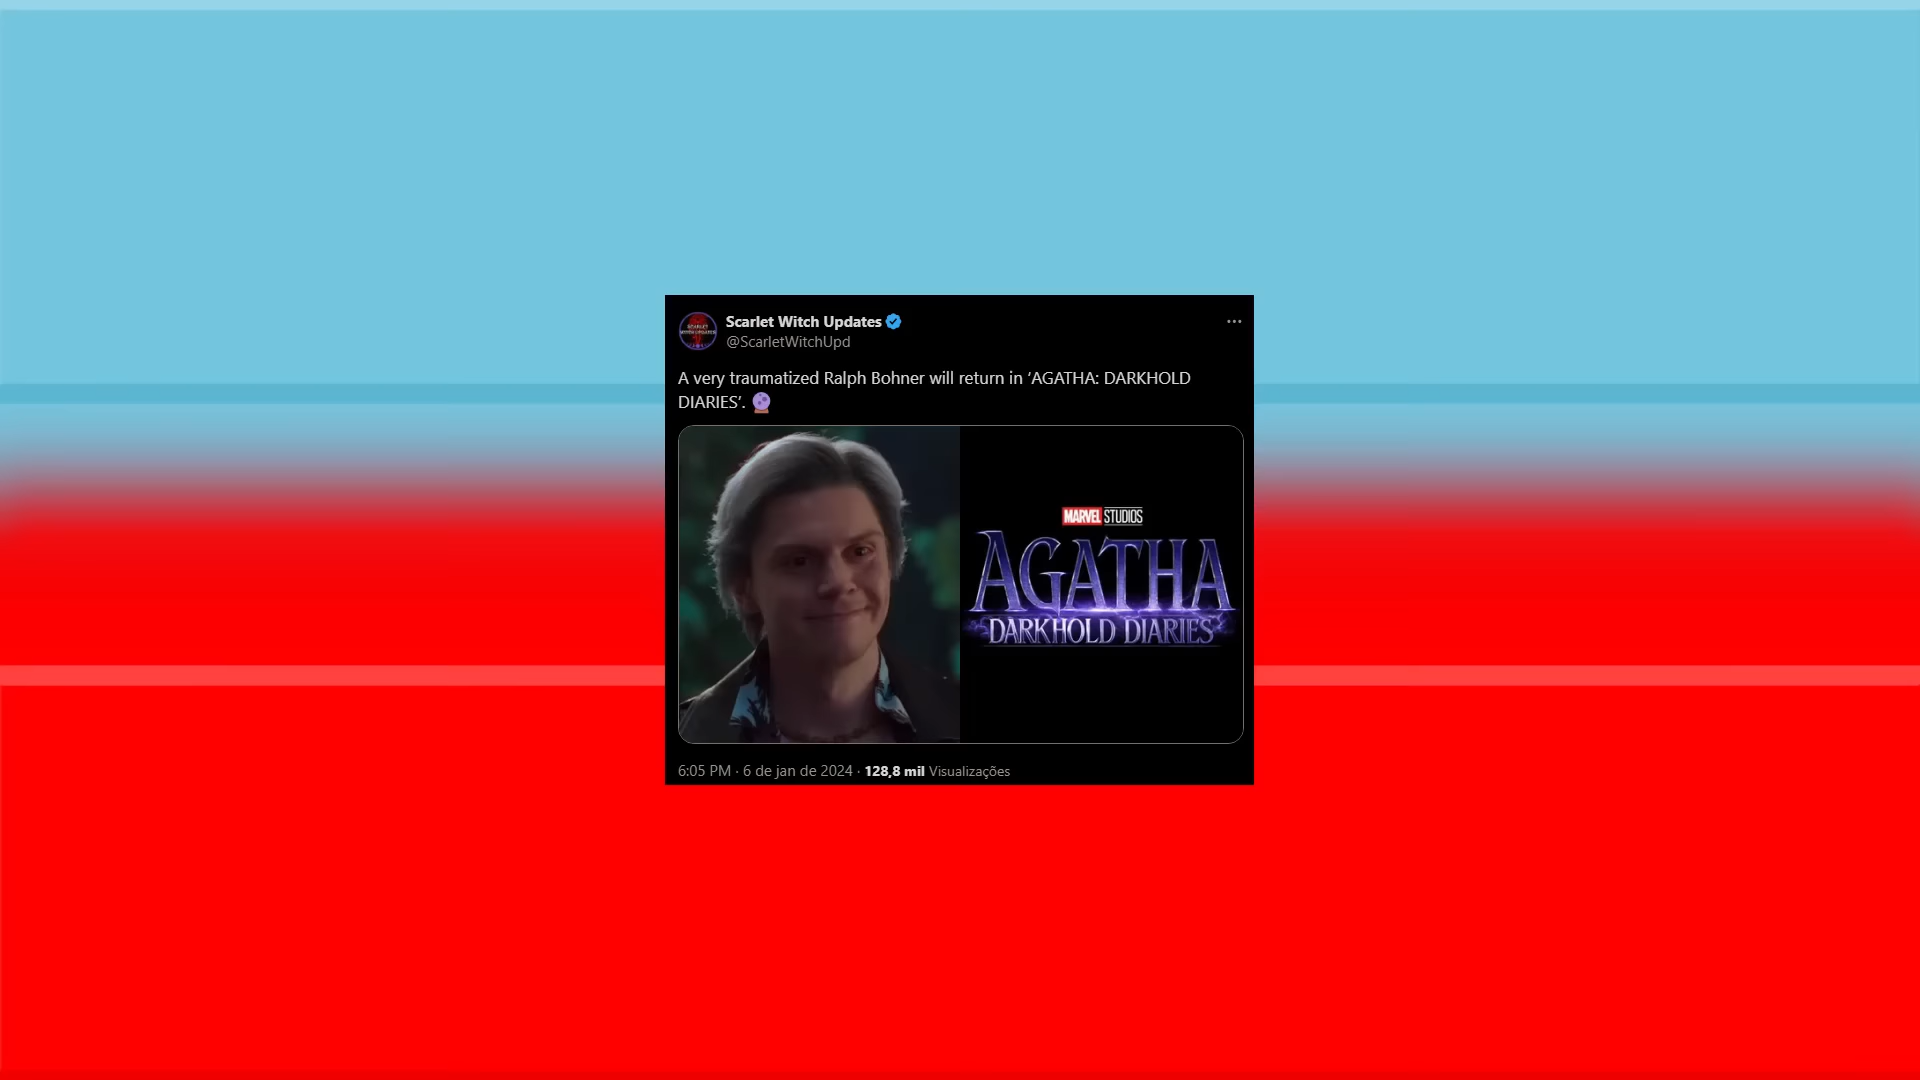 Scarlet Witch Updates
@ScarletWitchUpd
A very traumatized Ralph Bohner will return in ‘AGATHA: DARKHOLD
DIARIES’.
MARVEL STUDIOS
AGATHA
DARKHOLD DIARIES
6:05 PM · 6 de jan de 2024 · 128,8 mil Visualizações